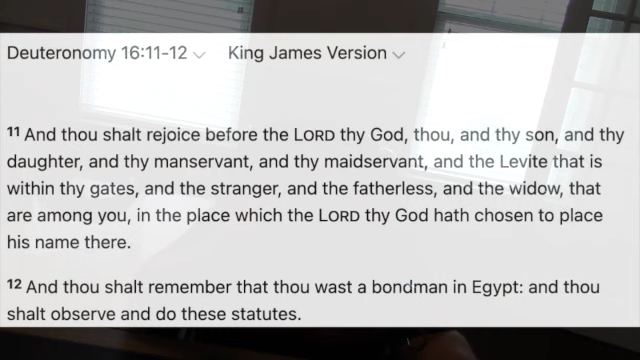 Deuteronomy 16:11-12 King James Version
11 And thou shalt rejoice before the LORD thy God, thou, and thy son, and thy
daughter, and thy manservant, and thy maidservant, and the Levite that is
within thy gates, and the stranger, and the fatherless, and the widow, that
are among you, in the place which the LORD thy God hath chosen to place
his name there.
12 And thou shalt remember that thou wast a bondman in Egypt: and thou
shalt observe and do these statutes.